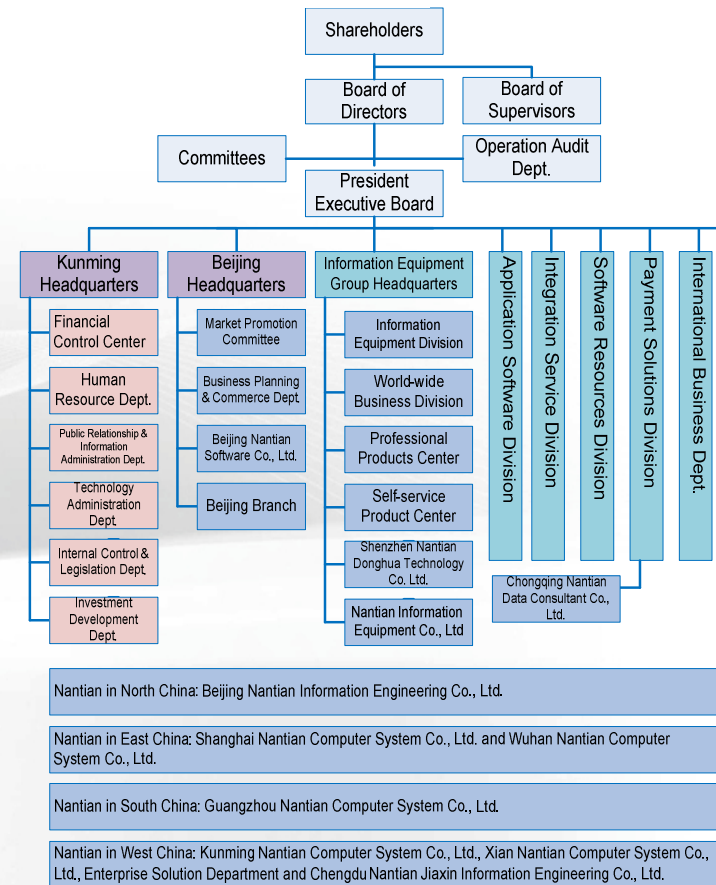 Shareholders
Board of
Directors
Board of
Supervisors
Committees
Operation Audit
Dept.
President
Executive Board
Kunming
Headquarters
Financial
Control Center
Human
Resource Dept.
Public Relationship &
Information
Administration Dept.
Technology
Administration
Dept.
Internal Control &
Legislation Dept.
Investment
Development
Dept.
Beijing
Headquarters
Market Promotion
Committee
Business Planning
& Commerce Dept.
Beijing Nantian
Software Co., Ltd.
Beijing Branch
Information Equipment
Group Headquarters
Information
Equipment Division
World-wide
Business Division
Professional
Products Center
Self-service
Product Center
Shenzhen Nantian
Donghua Technology
Co. Ltd.
Nantian Information
Equipment Co., Ltd
Application Software Division
Integration Service Division
Software Resources Division
Payment Solutions Division
International Business Dept.
Chongqing Nantian
Data Consultant Co.,
Ltd.
Nantian in North China: Beijing Nantian Information Engineering Co., Ltd.
Nantian in East China: Shanghai Nantian Computer System Co., Ltd. and Wuhan Nantian Computer
System Co., Ltd.
Nantian in South China: Guangzhou Nantian Computer System Co., Ltd.
Nantian in West China: Kunming Nantian Computer System Co., Ltd., Xian Nantian Computer System Co.,
Ltd., Enterprise Solution Department and Chengdu Nantian Jiaxin Information Engineering Co., Ltd.